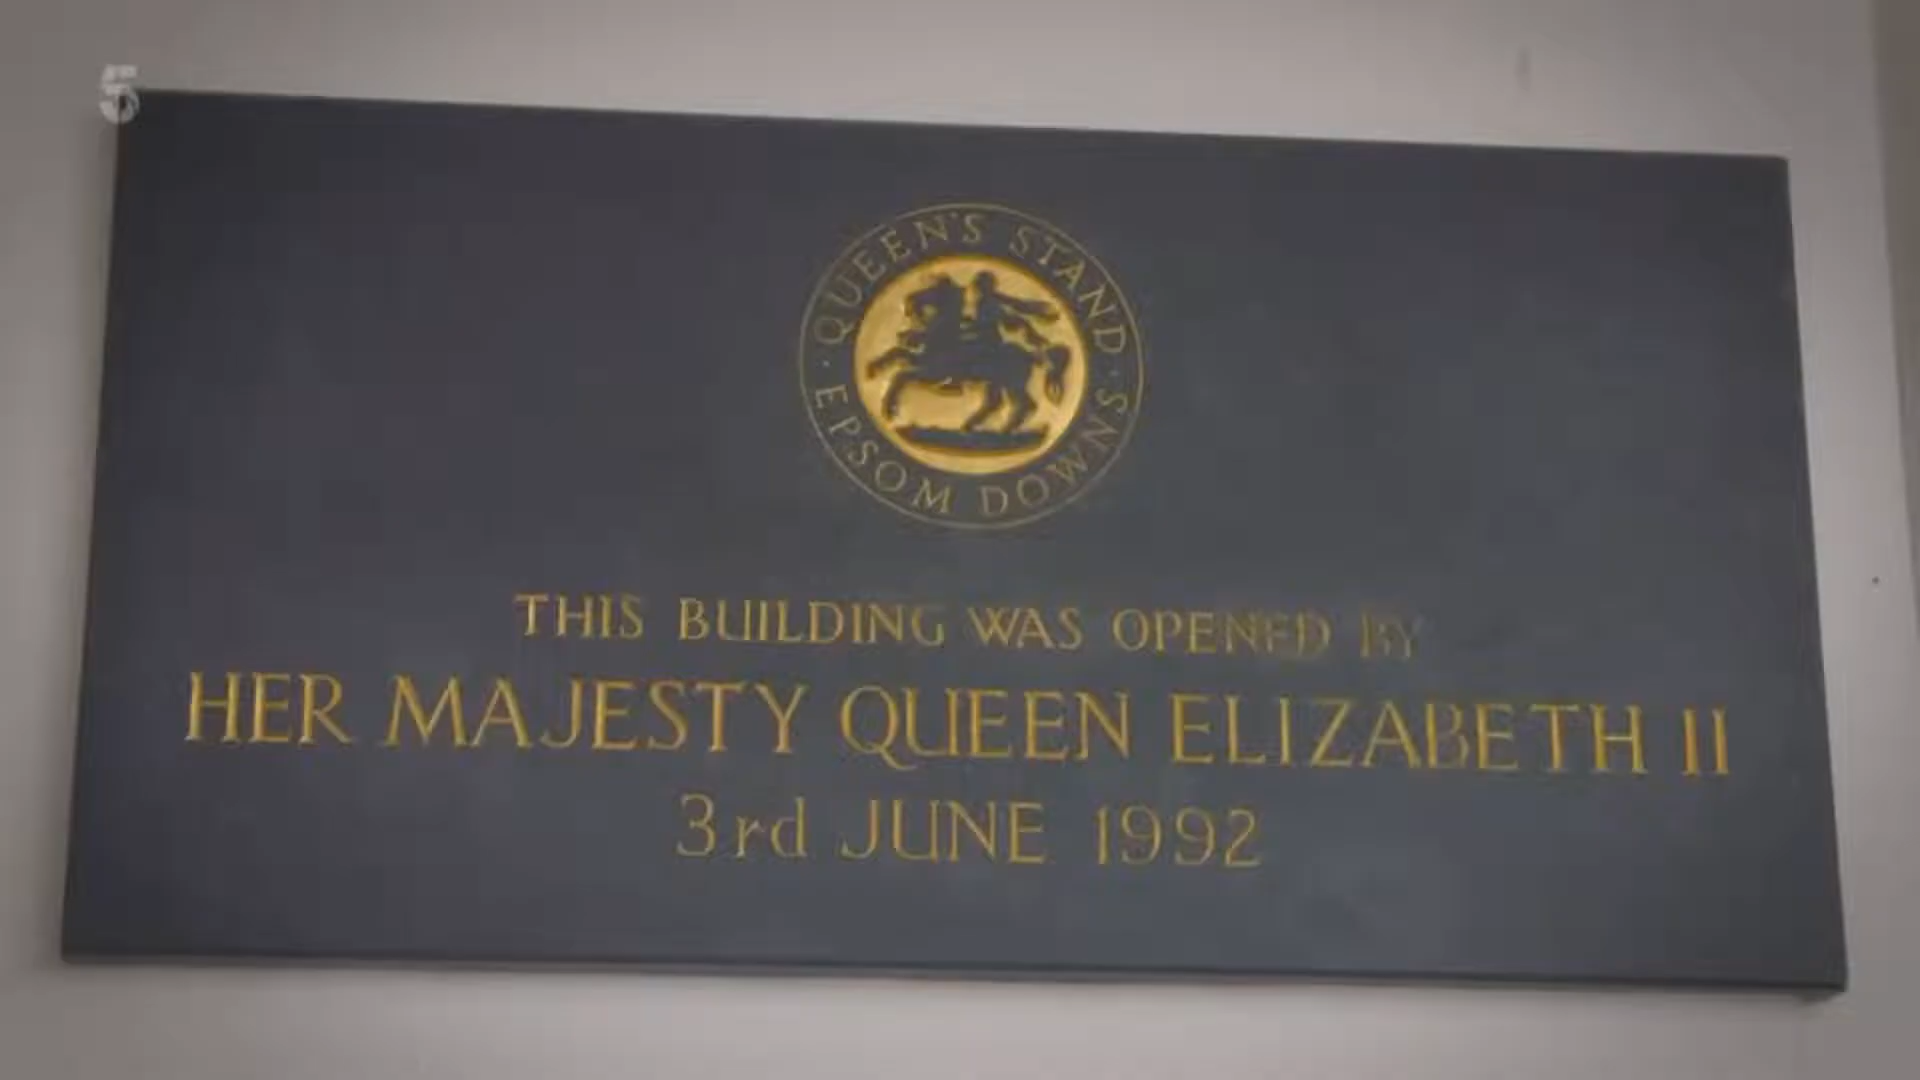 5
QUEEN'S STAND
· EPSOM DOWNS ·
THIS BUILDING WAS OPENED BY
HER MAJESTY QUEEN ELIZABETH II
3rd JUNE 1992